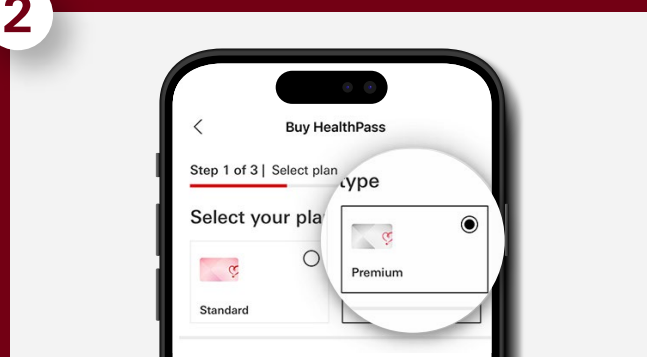 2
Buy HealthPass
Step 1 of 3 | Select plan
type
Select your pla
Premium
Standard